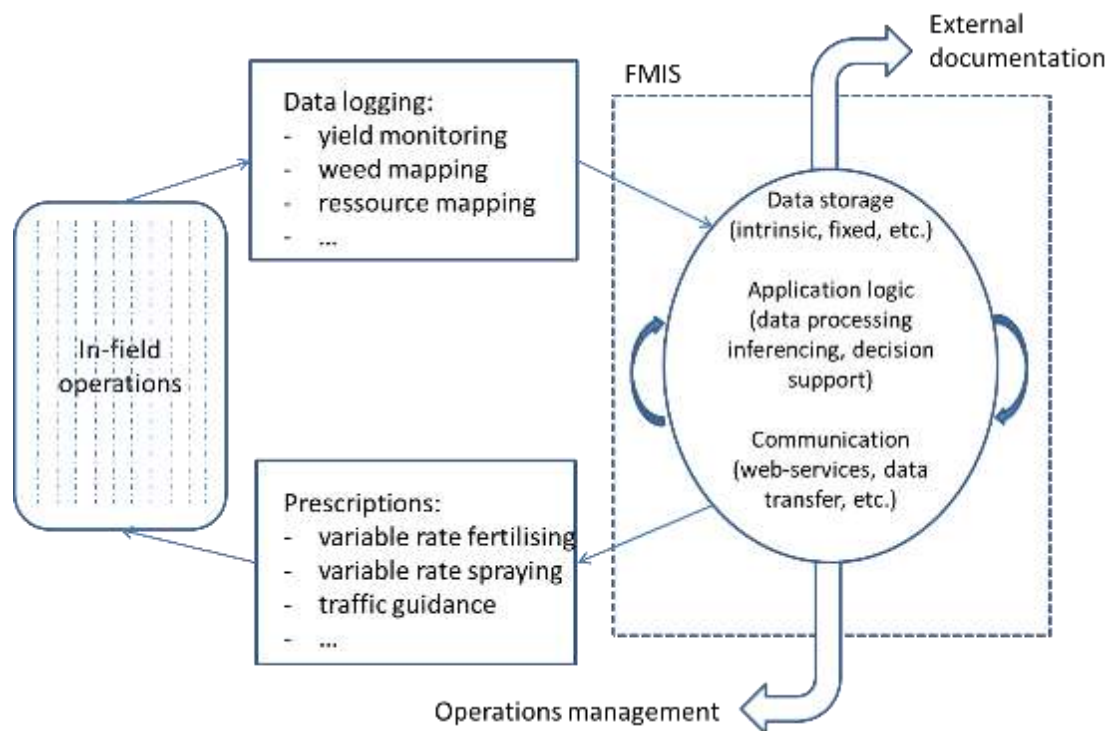 External
documentation
FMIS
Data logging:
- yield monitoring
- weed mapping
- ressource mapping
- ...
Data storage
(intrinsic, fixed, etc.)
Application logic
(data processing
inferencing, decision
support)
Communication
(web-services, data
transfer, etc.)
In-field
operations
Prescriptions:
- variable rate fertilising
- variable rate spraying
- traffic guidance
- ...
Operations management